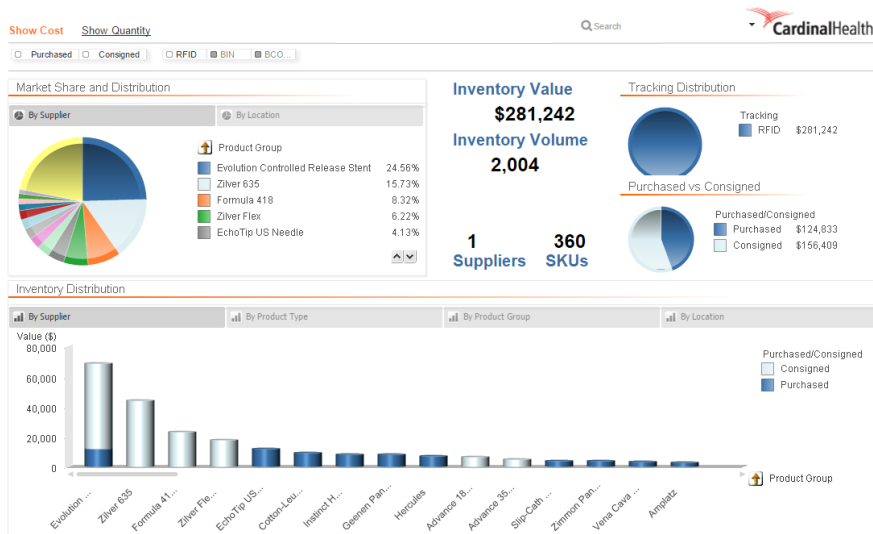 Show Cost Show Quantity
Search
CardinalHealth
Purchased Consigned RFID BIN BCO...
Market Share and Distribution
By Supplier By Location
Product Group
Evolution Controlled Release Stent 24.56%
Zilver 635 15.73%
Formula 418 8.32%
Zilver Flex 6.22%
EchoTip US Needle 4.13%
Inventory Value
$281,242
Inventory Volume
2,004
1 360
Suppliers SKUs
Tracking Distribution
Tracking
RFID $281,242
Purchased vs Consigned
Purchased/Consigned
Purchased $124,833
Consigned $156,409
Inventory Distribution
By Supplier By Product Type By Product Group By Location
Value ($)
80,000
60,000
40,000
20,000
0
Purchased/Consigned
Consigned
Purchased
Product Group
Evolution ...
Zilver 635
Formula 41...
Zilver Fle...
EchoTip US...
Cotton-Leu...
Instinct H...
Geenen Pan...
Hercules
Advance 18...
Advance 35...
Slip-Cath ...
Zimmon Pan...
Vena Cava ...
Amplatz